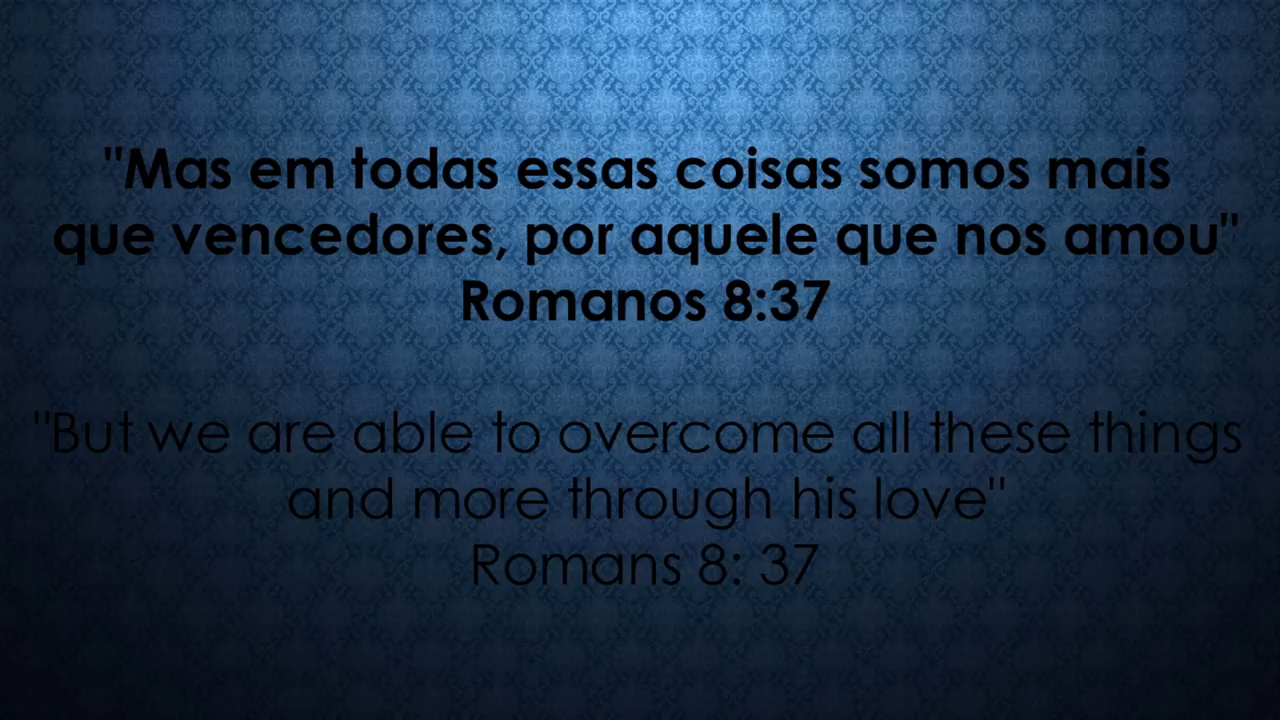 "Mas em todas essas coisas somos mais
que vencedores, por aquele que nos amou"
Romanos 8:37
"But we are able to overcome all these things
and more through his love"
Romans 8: 37